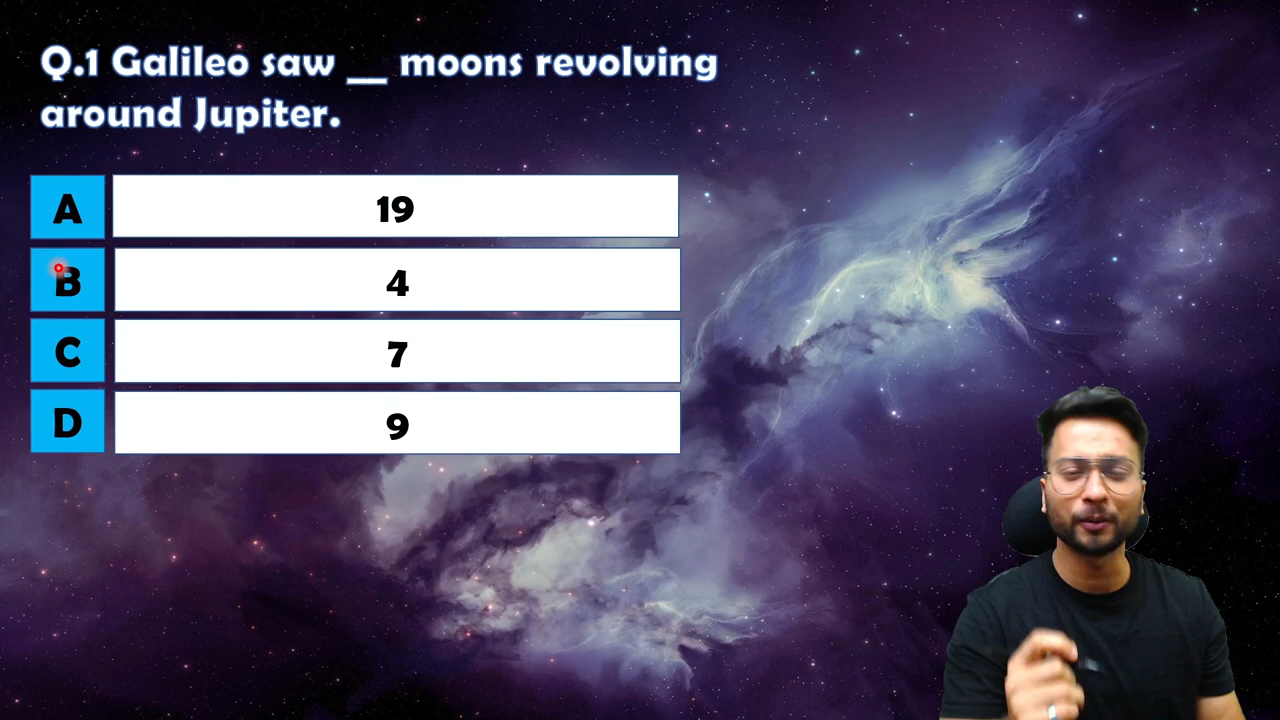 Q.1 Galileo saw __ moons revolving
around Jupiter.
A 19
B 4
C 7
D 9